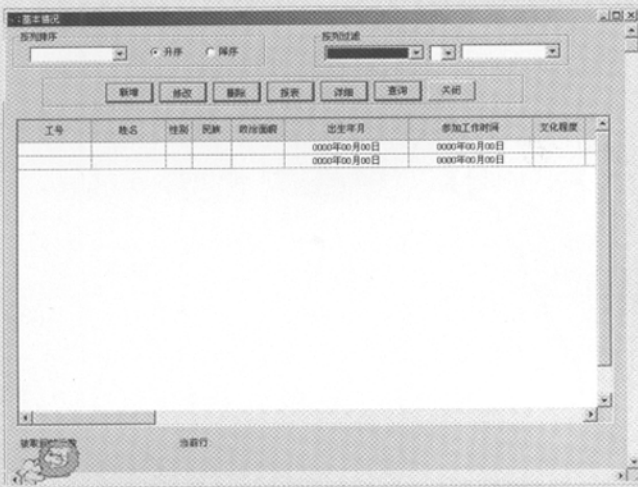 基本情况
按列排序 按列过滤
升序 降序
新增 修改 删除 报表 详细 查询 关闭
工号 姓名 性别 民族 政治面貌 出生年月 参加工作时间 文化程度
0000年00月00日 0000年00月00日
0000年00月00日 0000年00月00日
当前行